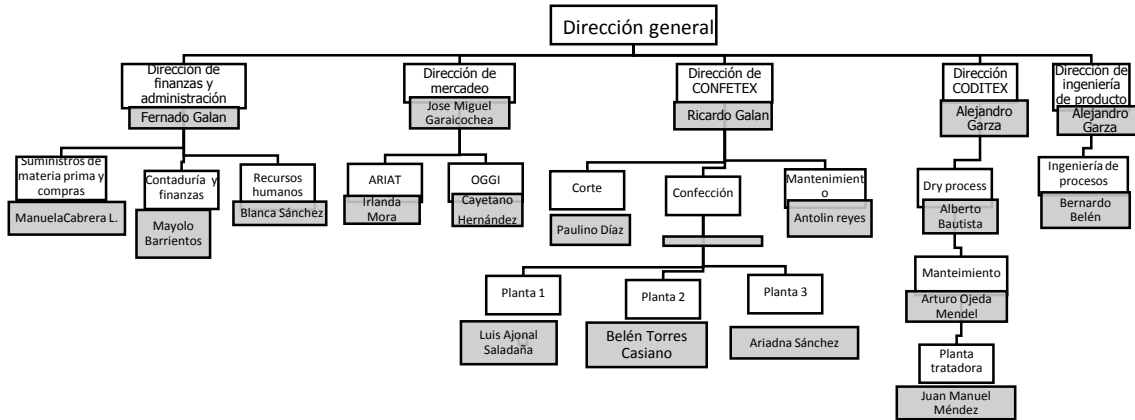 Dirección general
Dirección de
finanzas y
administración
Fernado Galan
Dirección de
mercadeo
Jose Miguel
Garaicochea
Dirección de
CONFETEX
Ricardo Galan
Dirección
CODITEX
Alejandro
Garza
Dirección de
ingeniería
de producto
Alejandro
Garza
Suministros de
materia prima y
compras
ManuelaCabrera L.
Contaduría y
finanzas
Mayolo
Barrientos
Recursos
humanos
Blanca Sánchez
ARIAT
Irlanda
Mora
OGGI
Cayetano
Hernández
Corte
Paulino Díaz
Confección
Mantenimient
o
Antolin reyes
Dry process
Alberto
Bautista
Ingeniería de
procesos
Bernardo
Belén
Planta 1
Luis Ajonal
Saladaña
Planta 2
Belén Torres
Casiano
Planta 3
Ariadna Sánchez
Manteimiento
Arturo Ojeda
Mendel
Planta
tratadora
Juan Manuel
Méndez